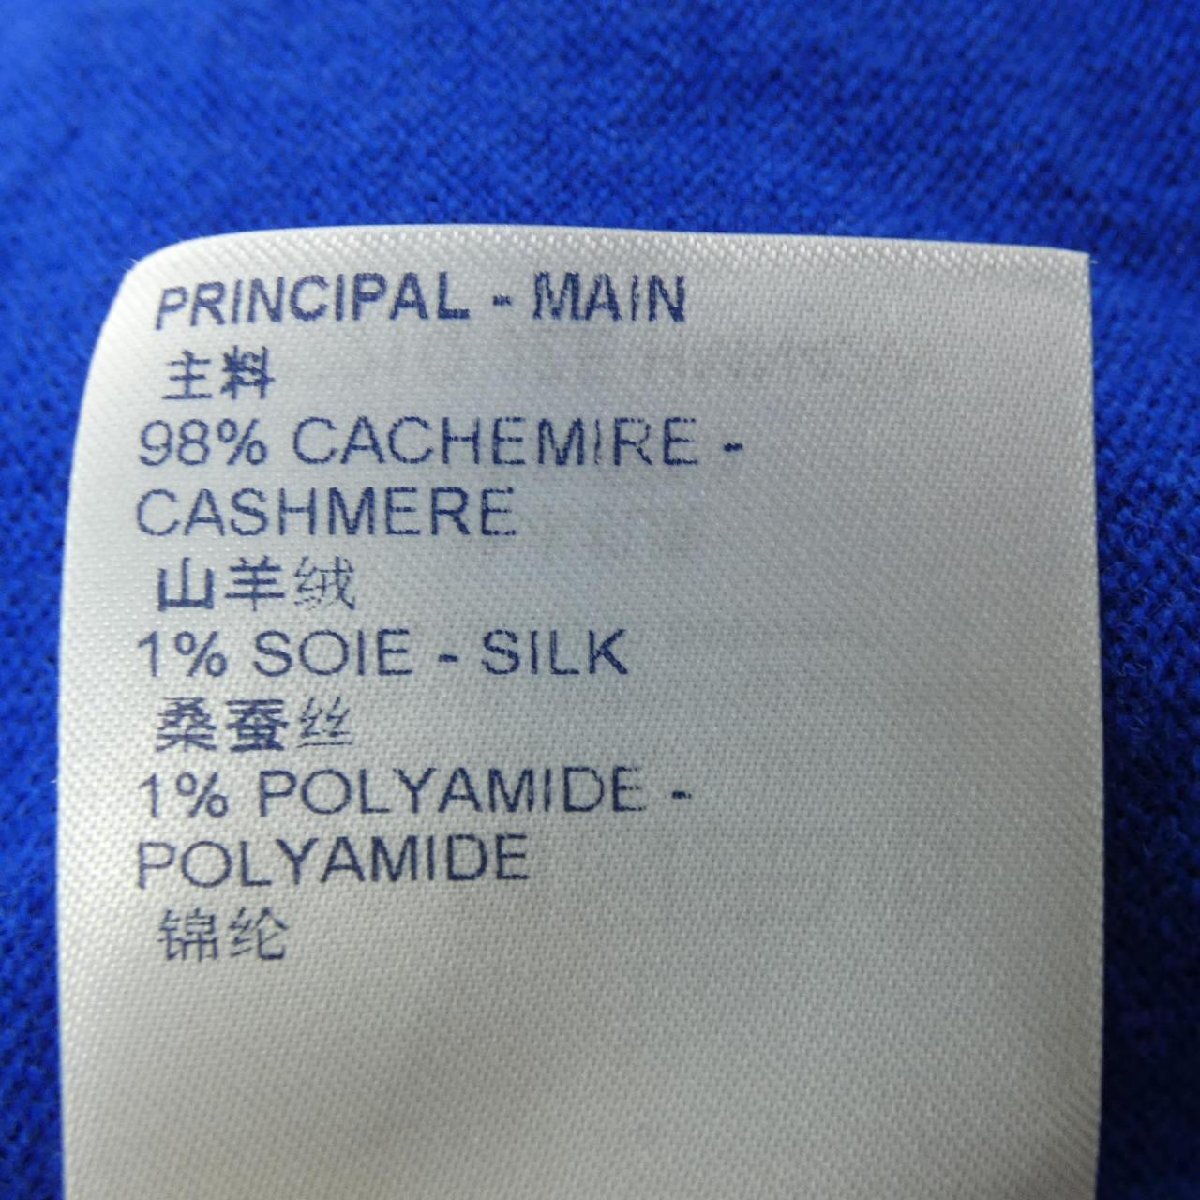 PRINCIPAL - MAIN
主料
98% CACHEMIRE -
CASHMERE
山羊绒
1% SOIE - SILK
桑蚕丝
1% POLYAMIDE -
POLYAMIDE
锦纶